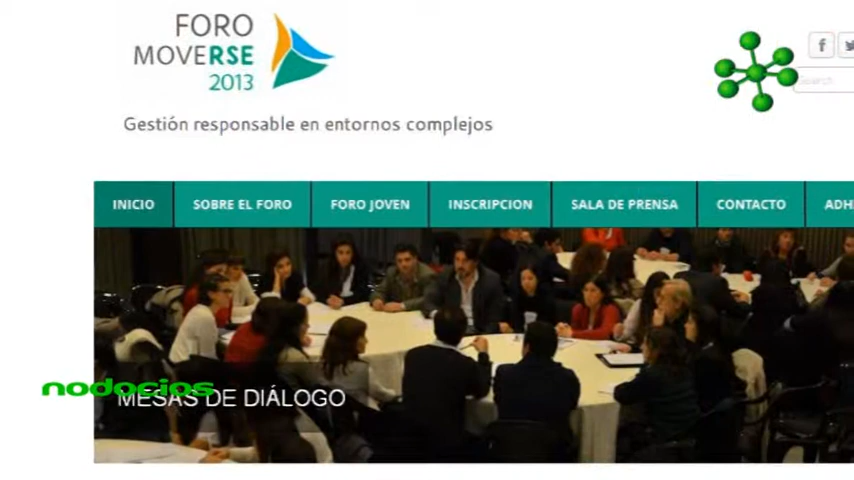 FORO
MOVERSE
2013
Gestión responsable en entornos complejos
f
Search
INICIO
SOBRE EL FORO
FORO JOVEN
INSCRIPCION
SALA DE PRENSA
CONTACTO
ADH
nodocios
MESAS DE DIÁLOGO